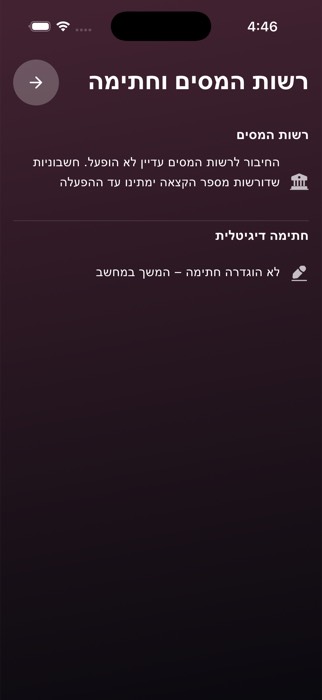 4:46
רשות המסים וחתימה
רשות המסים
החיבור לרשות המסים עדיין לא הופעל. חשבוניות
שדורשות מספר הקצאה ימתינו עד ההפעלה
חתימה דיגיטלית
לא הוגדרה חתימה – המשך במחשב